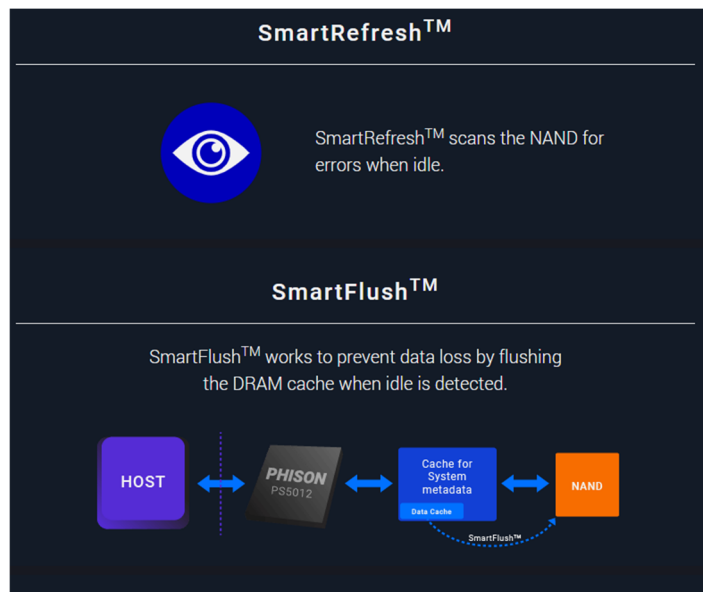 SmartRefresh™
SmartRefresh™ scans the NAND for
errors when idle.
SmartFlush™
SmartFlush™ works to prevent data loss by flushing
the DRAM cache when idle is detected.
HOST
PHISON
PS5012
Cache for
System
metadata
Data Cache
NAND
SmartFlush™